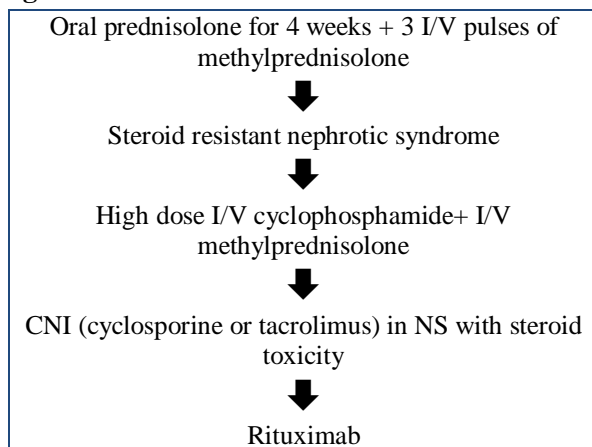 Oral prednisolone for 4 weeks + 3 I/V pulses of
methylprednisolone
Steroid resistant nephrotic syndrome
High dose I/V cyclophosphamide+ I/V
methylprednisolone
CNI (cyclosporine or tacrolimus) in NS with steroid
toxicity
Rituximab